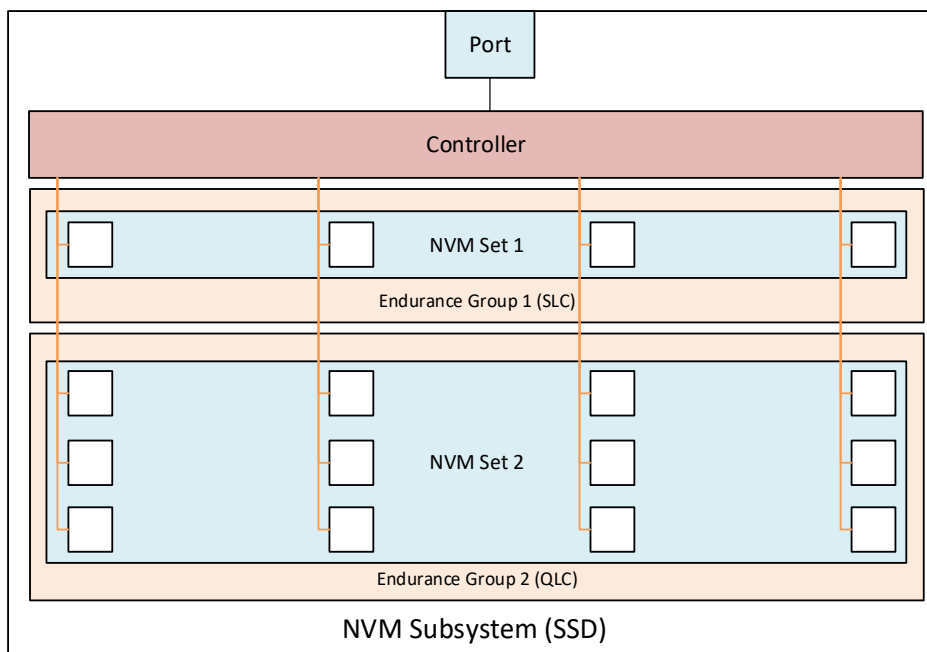 Port
Controller
NVM Set 1
Endurance Group 1 (SLC)
NVM Set 2
Endurance Group 2 (QLC)
NVM Subsystem (SSD)